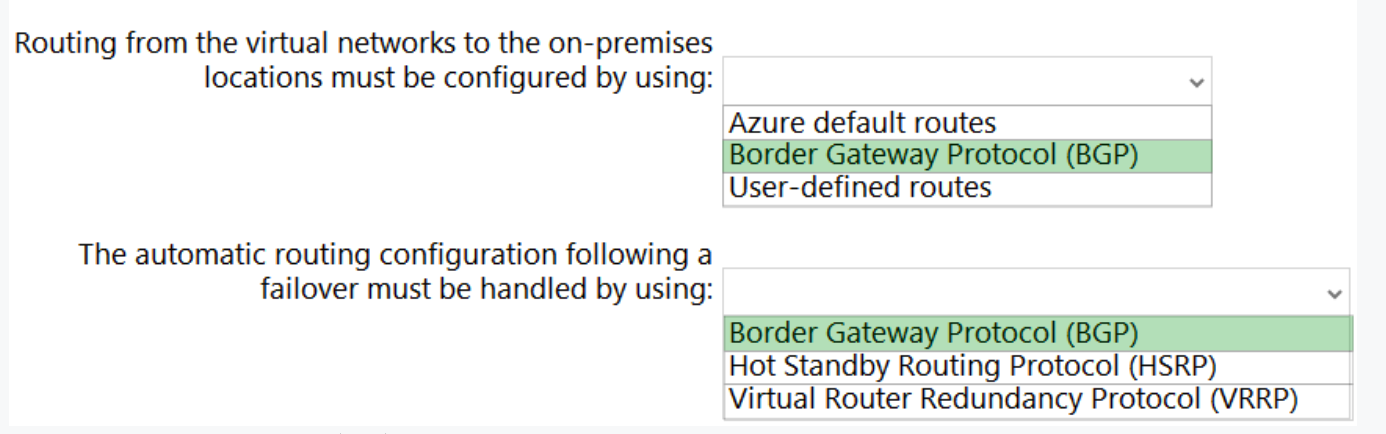 Routing from the virtual networks to the on-premises
locations must be configured by using:
Azure default routes
Border Gateway Protocol (BGP)
User-defined routes
The automatic routing configuration following a
failover must be handled by using:
Border Gateway Protocol (BGP)
Hot Standby Routing Protocol (HSRP)
Virtual Router Redundancy Protocol (VRRP)